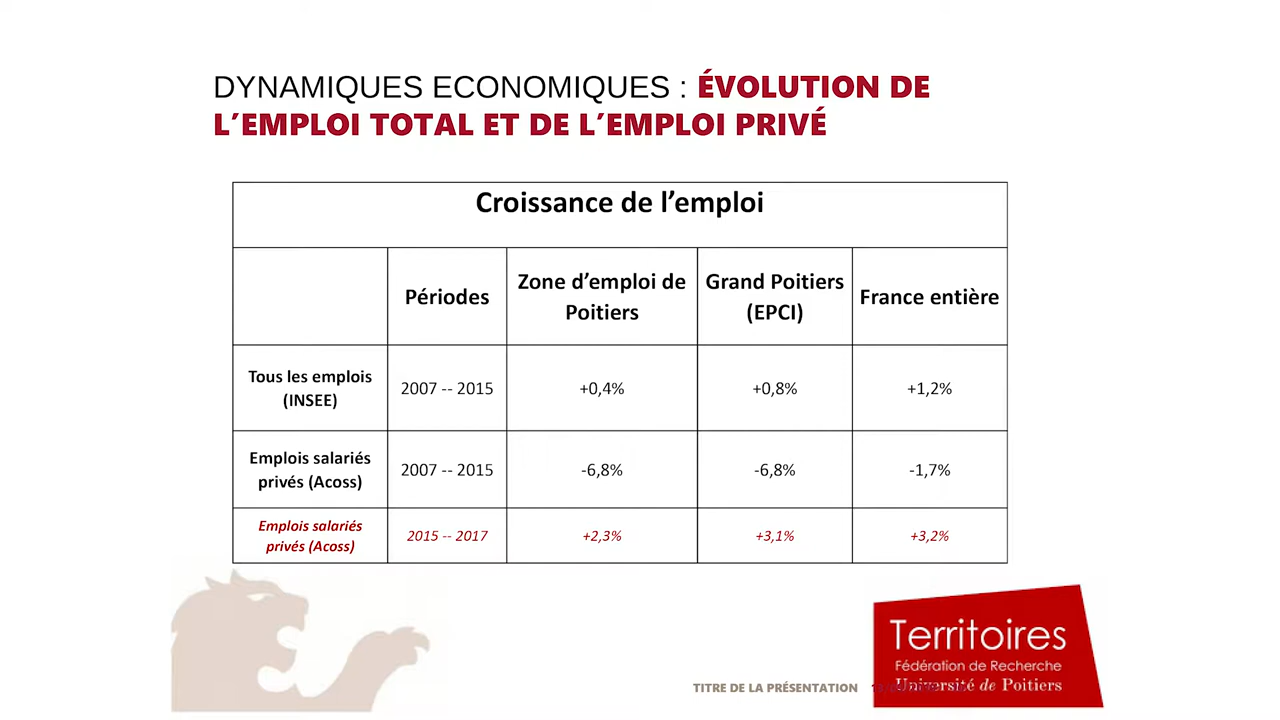 DYNAMIQUES ECONOMIQUES : ÉVOLUTION DE
L’EMPLOI TOTAL ET DE L’EMPLOI PRIVÉ
Croissance de l’emploi
Périodes
Zone d’emploi de
Poitiers
Grand Poitiers
(EPCI)
France entière
Tous les emplois
(INSEE)
2007 -- 2015
+0,4%
+0,8%
+1,2%
Emplois salariés
privés (Acoss)
2007 -- 2015
-6,8%
-6,8%
-1,7%
Emplois salariés
privés (Acoss)
2015 -- 2017
+2,3%
+3,1%
+3,2%
Territoires
Fédération de Recherche
Université de Poitiers
TITRE DE LA PRÉSENTATION